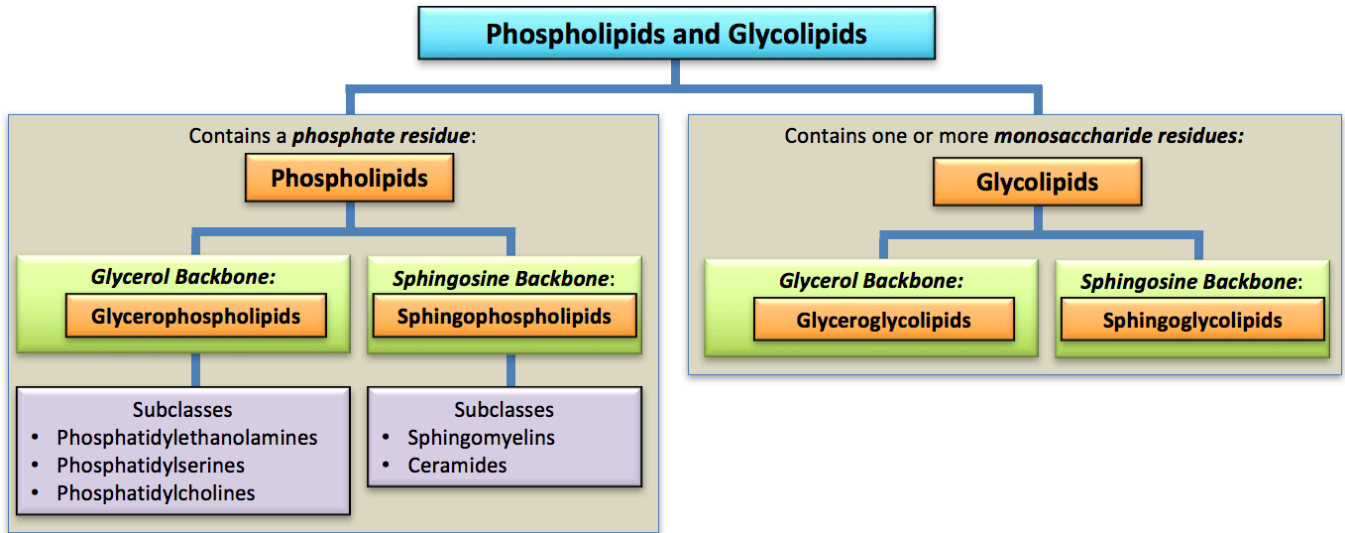 Phospholipids and Glycolipids
Contains a phosphate residue:
Phospholipids
Glycerol Backbone:
Glycerophospholipids
Sphingosine Backbone:
Sphingophospholipids
Subclasses
• Phosphatidylethanolamines
• Phosphatidylserines
• Phosphatidylcholines
Subclasses
• Sphingomyelins
• Ceramides
Contains one or more monosaccharide residues:
Glycolipids
Glycerol Backbone:
Glyceroglycolipids
Sphingosine Backbone:
Sphingoglycolipids